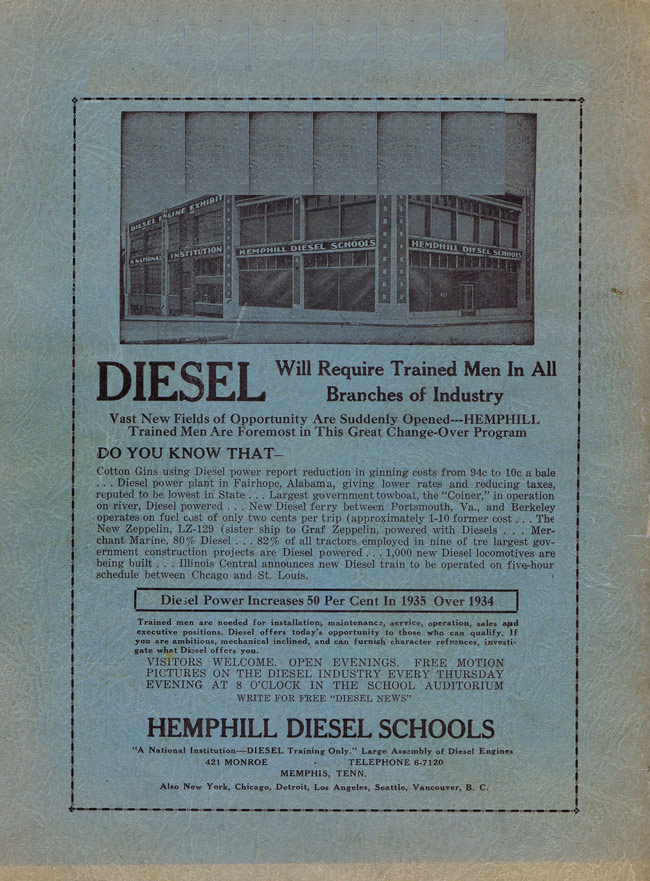 DIESEL ENGINE EXHIBIT
A NATIONAL INSTITUTION
HEMPHILL DIESEL SCHOOLS
HEMPHILL DIESEL SCHOOLS
DIESEL Will Require Trained Men In All
Branches of Industry
Vast New Fields of Opportunity Are Suddenly Opened---HEMPHILL
Trained Men Are Foremost in This Great Change-Over Program
DO YOU KNOW THAT—
Cotton Gins using Diesel power report reduction in ginning costs from 94c to 10c a bale
. . . Diesel power plant in Fairhope, Alabama, giving lower rates and reducing taxes,
reputed to be lowest in State . . . Largest government towboat, the "Coiner," in operation
on river, Diesel powered . . . New Diesel ferry between Portsmouth, Va., and Berkeley
operates on fuel cost of only two cents per trip (approximately 1-10 former cost . . . The
New Zeppelin, LZ-129 (sister ship to Graf Zeppelin, powered with Diesels . . . Mer-
chant Marine, 80% Diesel . . . 82% of all tractors employed in nine of tre largest gov-
ernment construction projects are Diesel powered . . . 1,000 new Diesel locomotives are
being built . . . Illinois Central announces new Diesel train to be operated on five-hour
schedule between Chcago and St. Louis.
Diesel Power Increases 50 Per Cent In 1935 Over 1934
Trained men are needed for installation, maintenance, service, operation, sales and
executive positions. Diesel offers today's opportunity to those who can qualify. If
you are ambitious, mechanical inclined, and can furnish character refrences, investi-
gate what Diesel offers you.
VISITORS WELCOME. OPEN EVENINGS. FREE MOTION
PICTURES ON THE DIESEL INDUSTRY EVERY THURSDAY
EVENING AT 8 O'CLOCK IN THE SCHOOL AUDITORIUM
WRITE FOR FREE "DIESEL NEWS"
HEMPHILL DIESEL SCHOOLS
"A National Institution—DIESEL Training Only." Large Assembly of Diesel Engines
421 MONROE · TELEPHONE 6-7120
MEMPHIS, TENN.
Also New York, Chicago, Detroit, Los Angeles, Seattle, Vancouver, B. C.